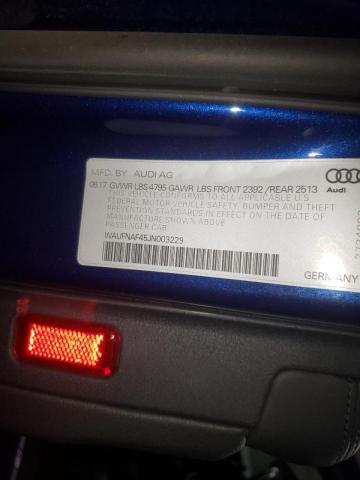 MFD. BY AUDI AG
06.17 GVWR LBS 4795 GAWR LBS FRONT 2392 /REAR 2513
THIS VEHICLE CONFORMS TO ALL APPLICABLE U.S.
FEDERAL MOTOR VEHICLE SAFETY, BUMPER AND THEFT
PREVENTION STANDARDS IN EFFECT ON THE DATE OF
MANUFACTURE SHOWN ABOVE.
PASSENGER CAR
WAUFNAF45JN003229
GERMANY